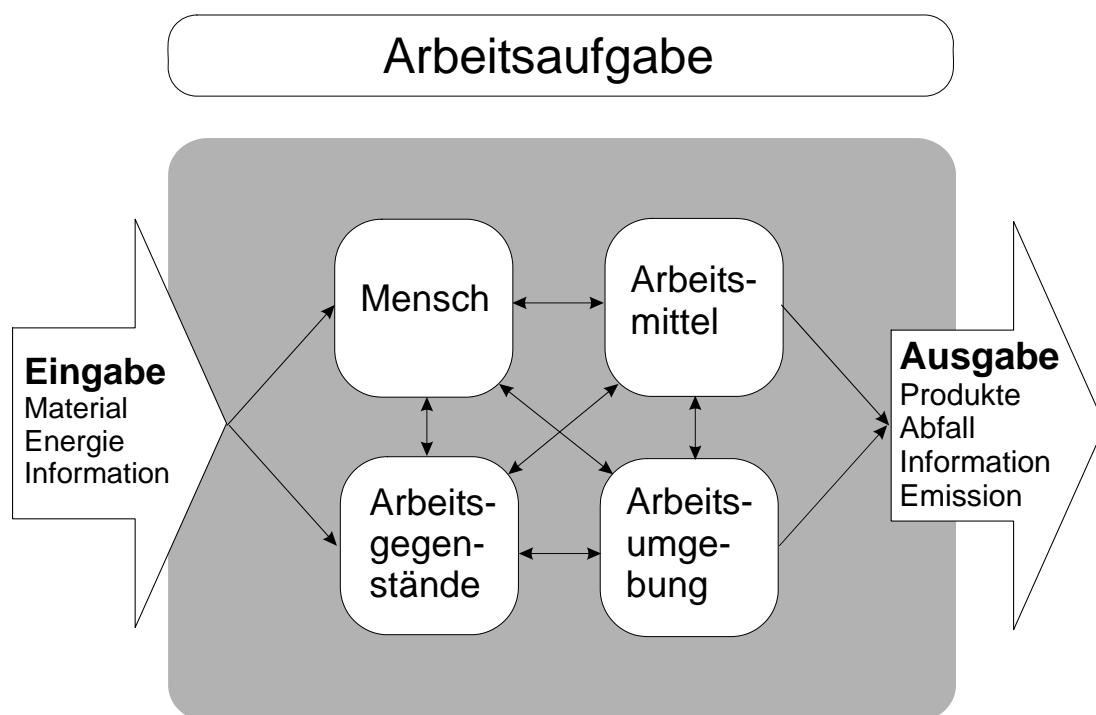 Arbeitsaufgabe
Eingabe
Material
Energie
Information
Mensch
Arbeits-
mittel
Arbeits-
gegen-
stände
Arbeits-
umge-
bung
Ausgabe
Produkte
Abfall
Information
Emission